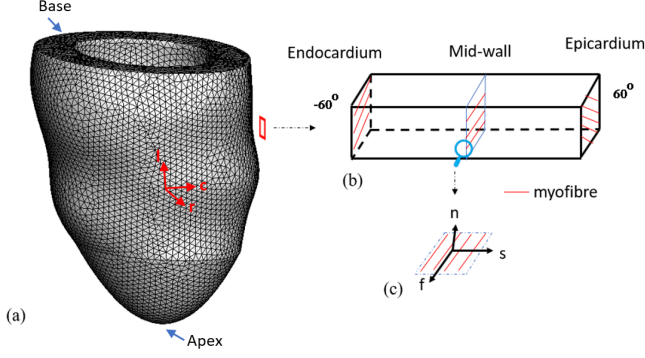 Base
l
c
r
(a)
Apex
Endocardium
Mid-wall
Epicardium
-60°
60°
(b)
myofibre
n
s
f
(c)